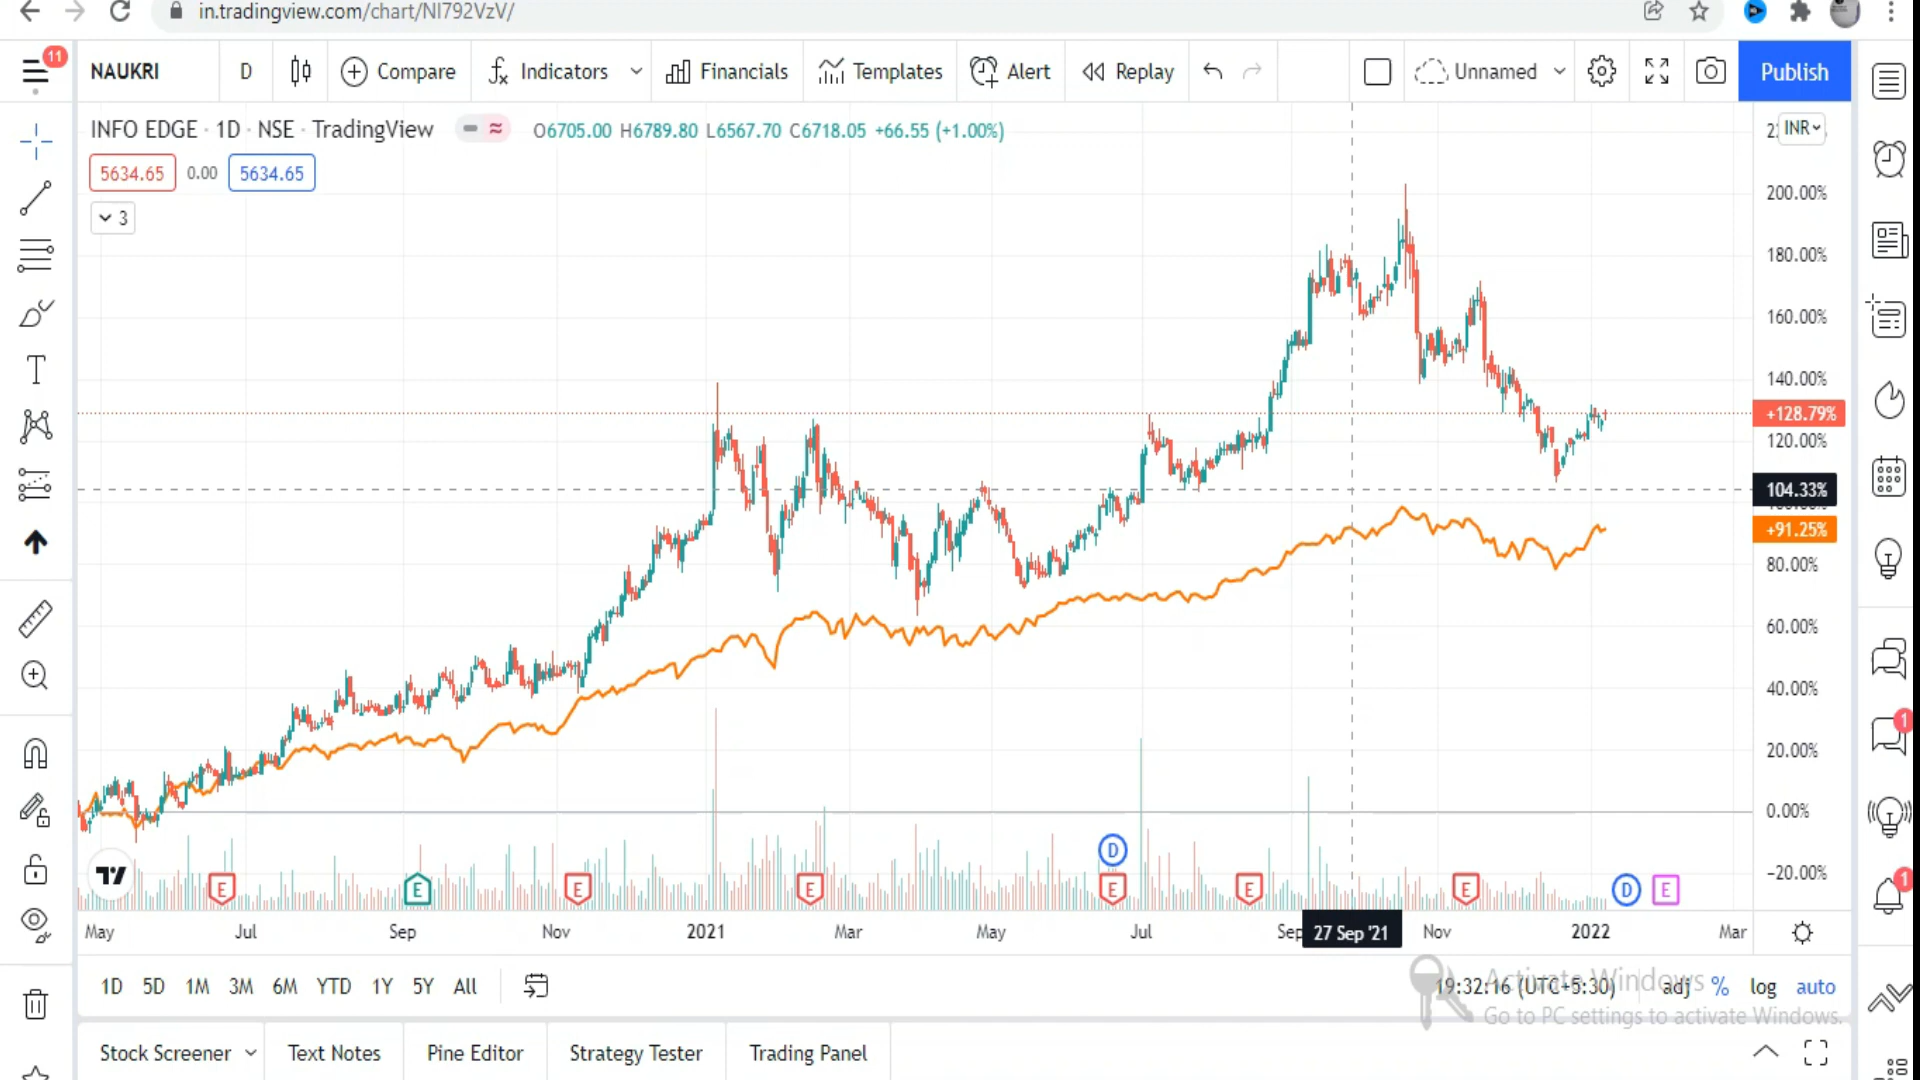 in.tradingview.com/chart/NI792VzV/
11
NAUKRI D Compare Indicators Financials Templates Alert Replay Unnamed Publish
INFO EDGE · 1D · NSE · TradingView O6705.00 H6789.80 L6567.70 C6718.05 +66.55 (+1.00%)
INR
5634.65 0.00 5634.65
3
200.00%
180.00%
160.00%
140.00%
+128.79%
120.00%
104.33%
+91.25%
80.00%
60.00%
40.00%
20.00%
0.00%
-20.00%
1
1
D
E E E E E E E D E
May Jul Sep Nov 2021 Mar May Jul Sep 27 Sep '21 Nov 2022 Mar
1D 5D 1M 3M 6M YTD 1Y 5Y All 19:32:16 (UTC+5:30) adj % log auto
Activate Windows
Go to PC settings to activate Windows.
Stock Screener Text Notes Pine Editor Strategy Tester Trading Panel